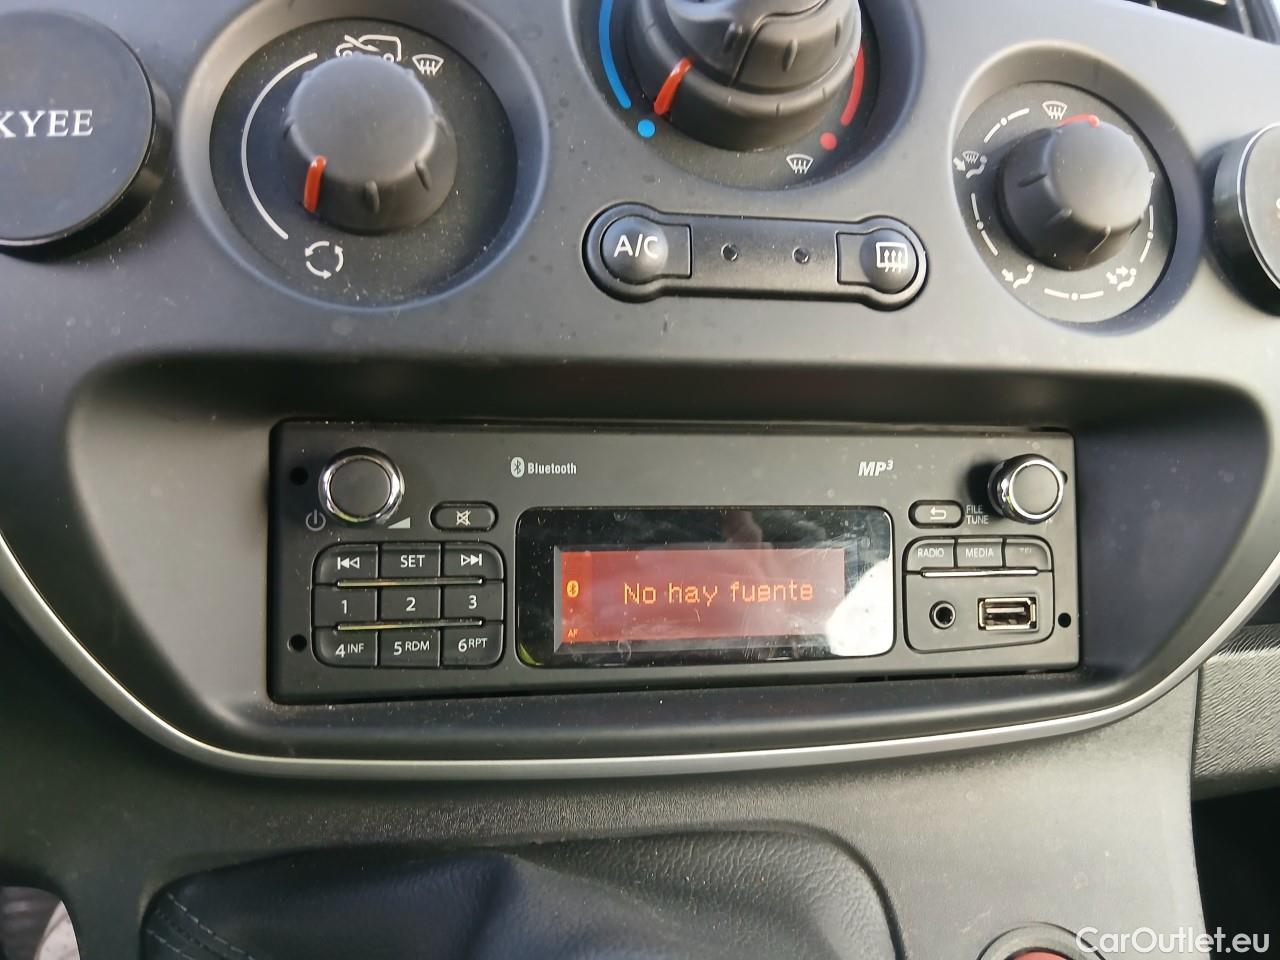 KYEE
A/C
Bluetooth
MP3
FILE
TUNE
SET
RADIO
MEDIA
1
2
3
4INF
5RDM
6RPT
No hay fuente
AF
CarOutlet.eu